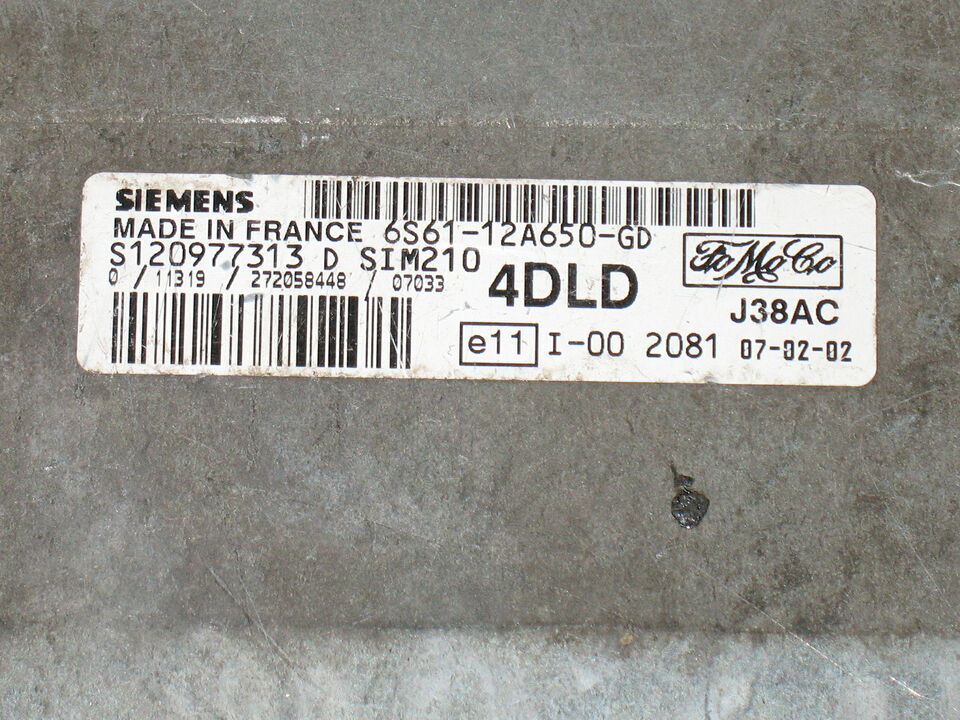 SIEMENS
MADE IN FRANCE 6S61-12A650-GD
S120977313 D SIM210
0 / 11319 / 272058448 / 07033
4DLD
FoMoCo
J38AC
e11 I-00 2081 07-02-02